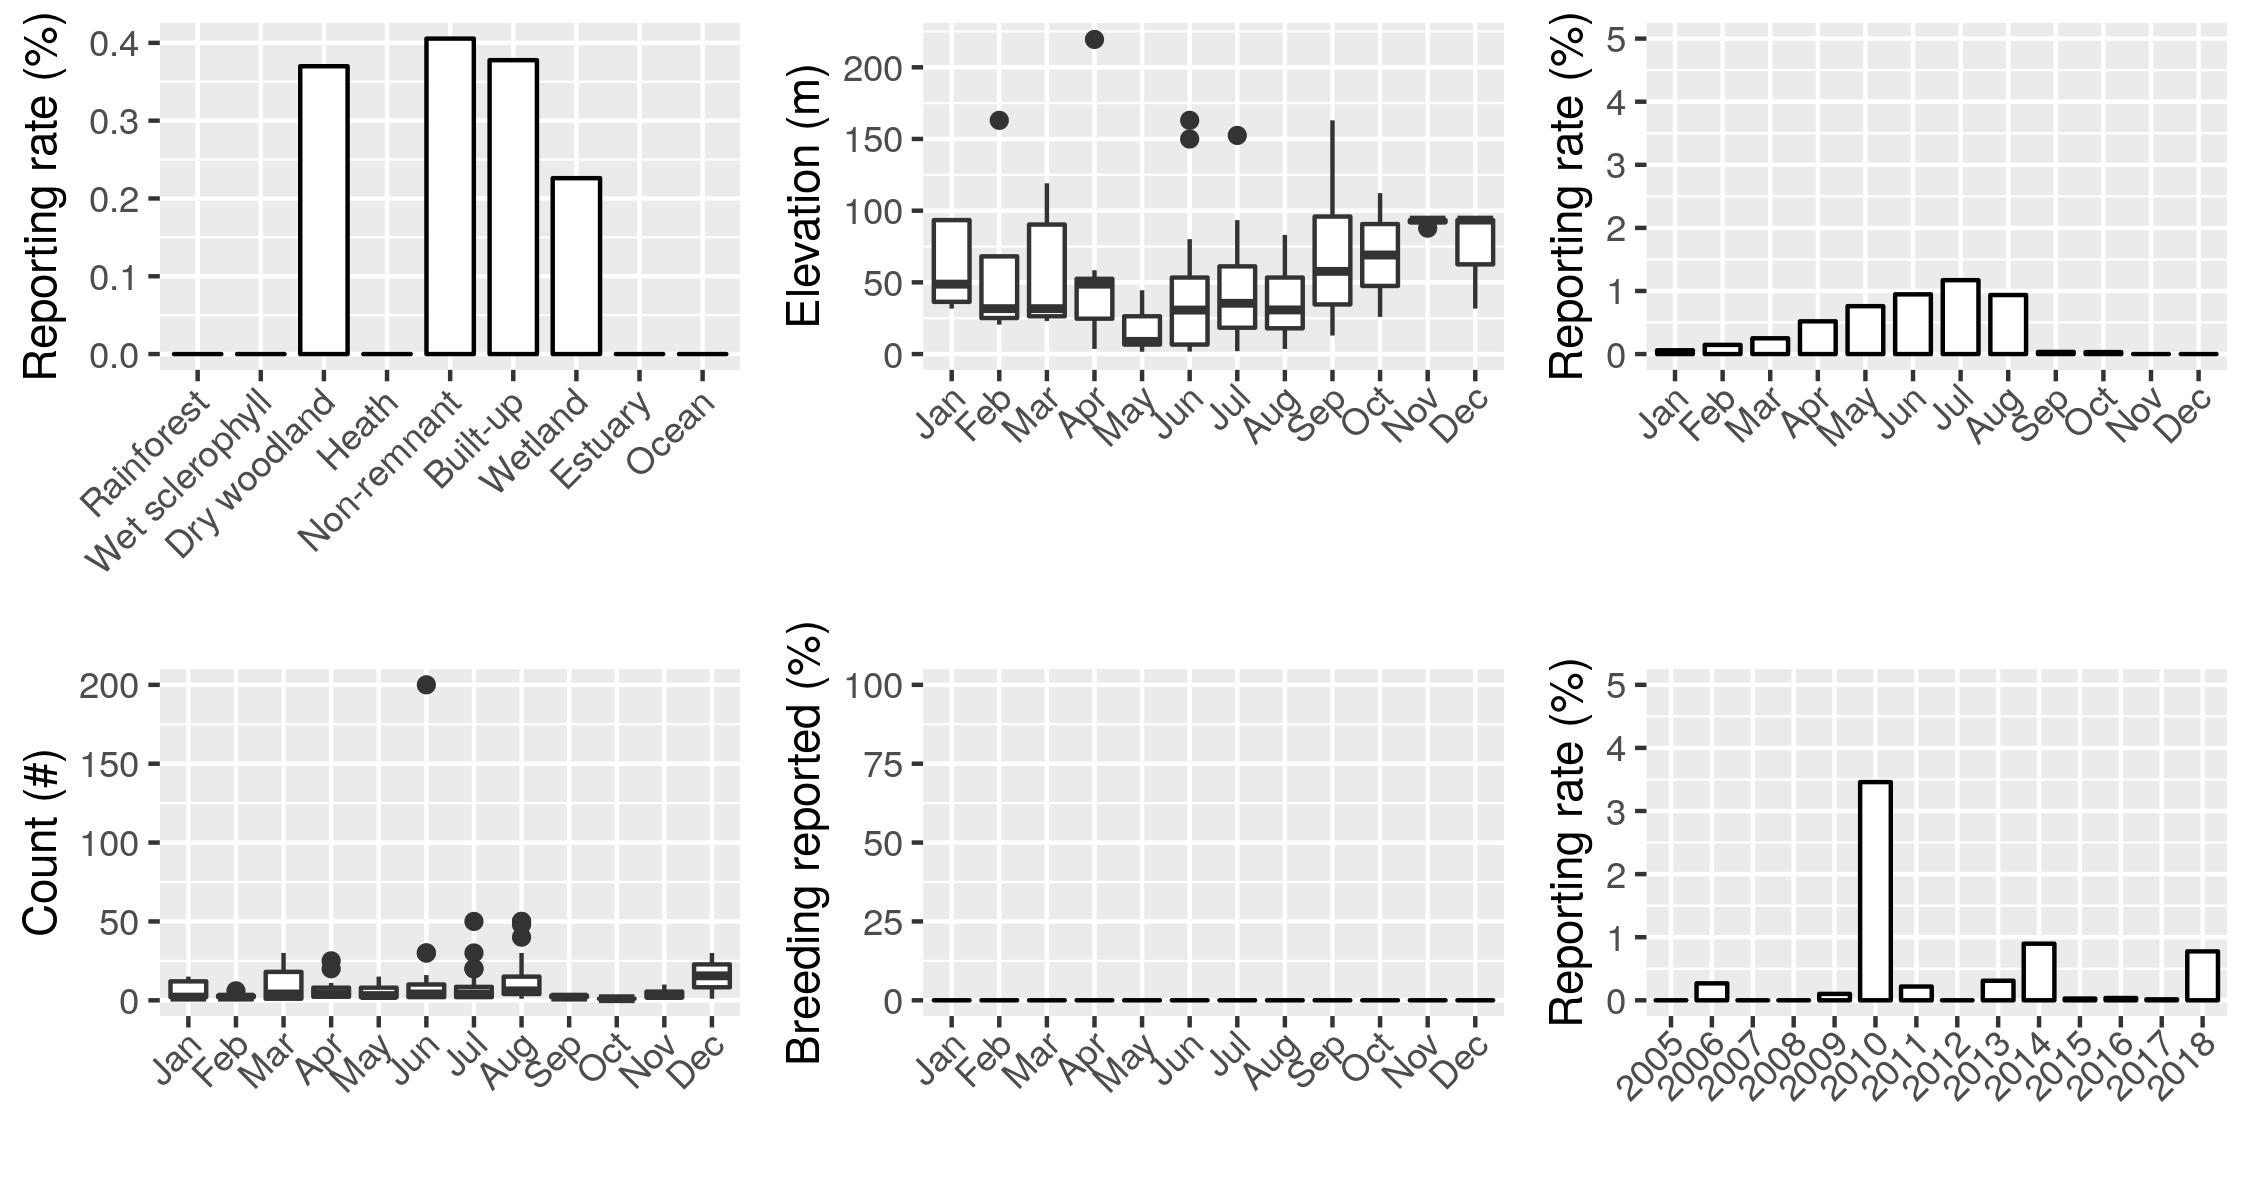 Reporting rate (%)
0.4
0.3
0.2
0.1
0.0
Rainforest
Wet sclerophyll
Dry woodland
Heath
Non-remnant
Built-up
Wetland
Estuary
Ocean
Elevation (m)
200
150
100
50
0
Jan
Feb
Mar
Apr
May
Jun
Jul
Aug
Sep
Oct
Nov
Dec
Reporting rate (%)
5
4
3
2
1
0
Jan
Feb
Mar
Apr
May
Jun
Jul
Aug
Sep
Oct
Nov
Dec
Count (#)
200
150
100
50
0
Jan
Feb
Mar
Apr
May
Jun
Jul
Aug
Sep
Oct
Nov
Dec
Breeding reported (%)
100
75
50
25
0
Jan
Feb
Mar
Apr
May
Jun
Jul
Aug
Sep
Oct
Nov
Dec
Reporting rate (%)
5
4
3
2
1
0
2005
2006
2007
2008
2009
2010
2011
2012
2013
2014
2015
2016
2017
2018